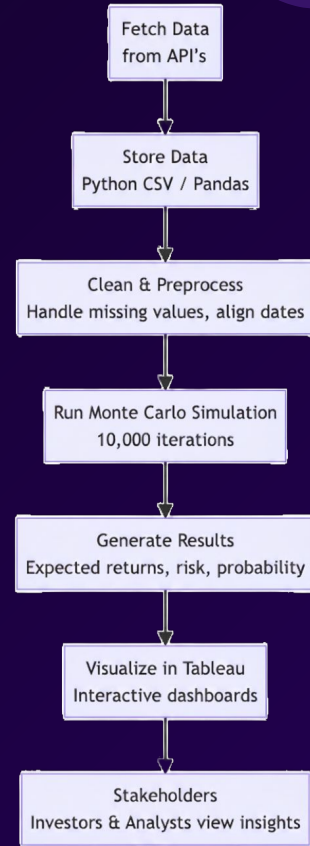 Fetch Data
from API's
Store Data
Python CSV / Pandas
Clean & Preprocess
Handle missing values, align dates
Run Monte Carlo Simulation
10,000 iterations
Generate Results
Expected returns, risk, probability
Visualize in Tableau
Interactive dashboards
Stakeholders
Investors & Analysts view insights